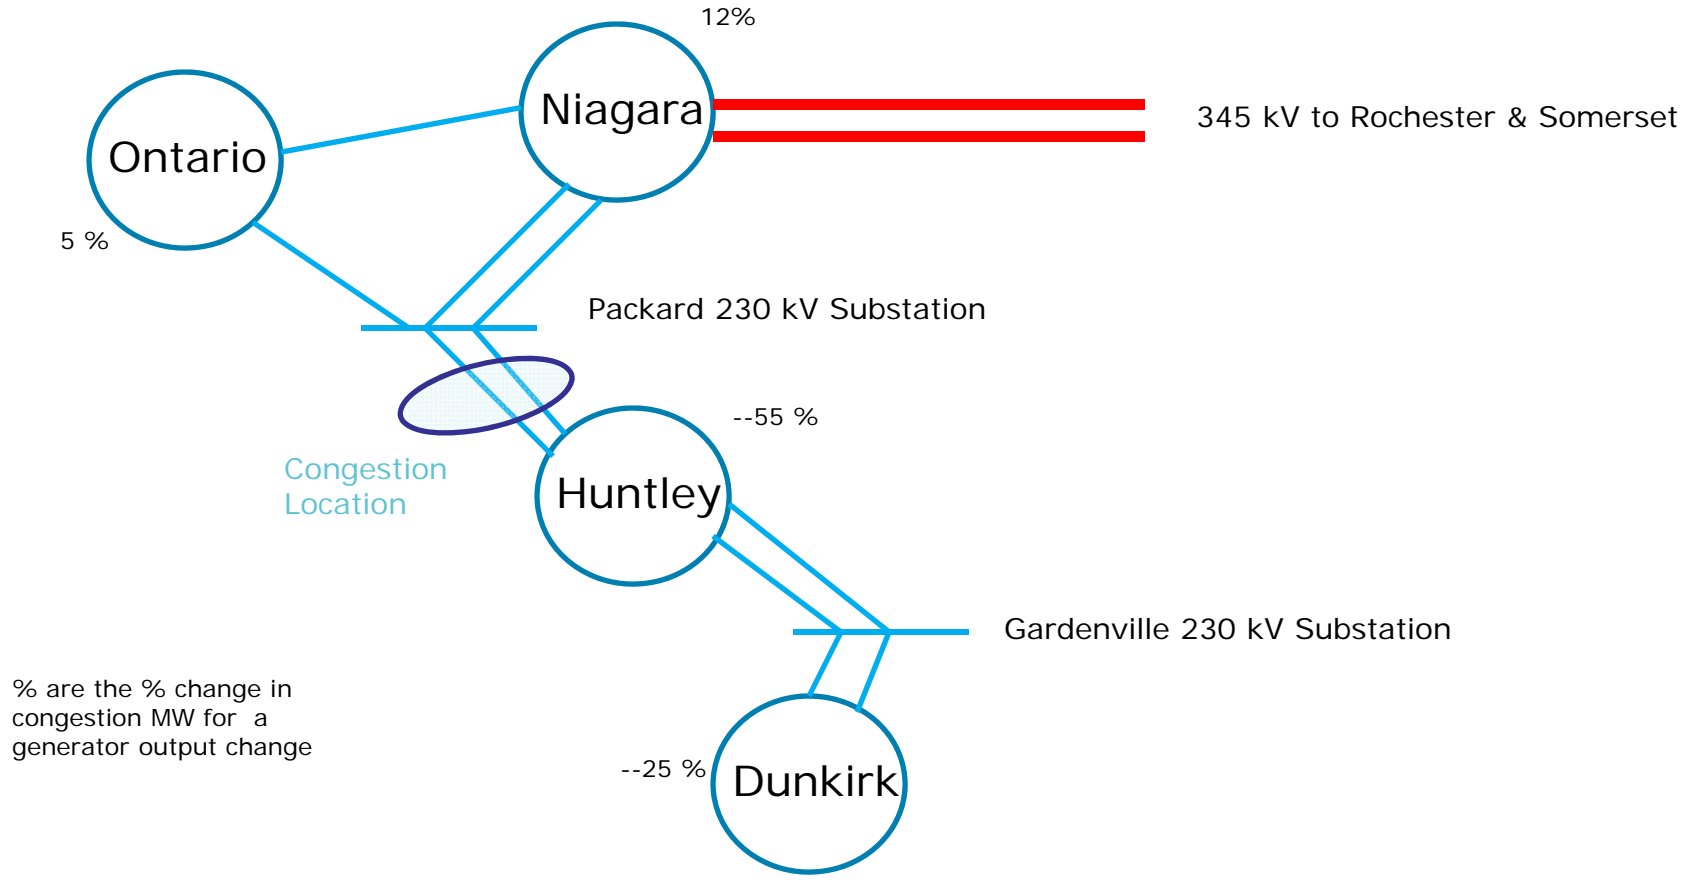 12%
Niagara
345 kV to Rochester & Somerset
Ontario
5 %
Packard 230 kV Substation
--55 %
Congestion
Location
Huntley
Gardenville 230 kV Substation
% are the % change in
congestion MW for a
generator output change
--25 %
Dunkirk